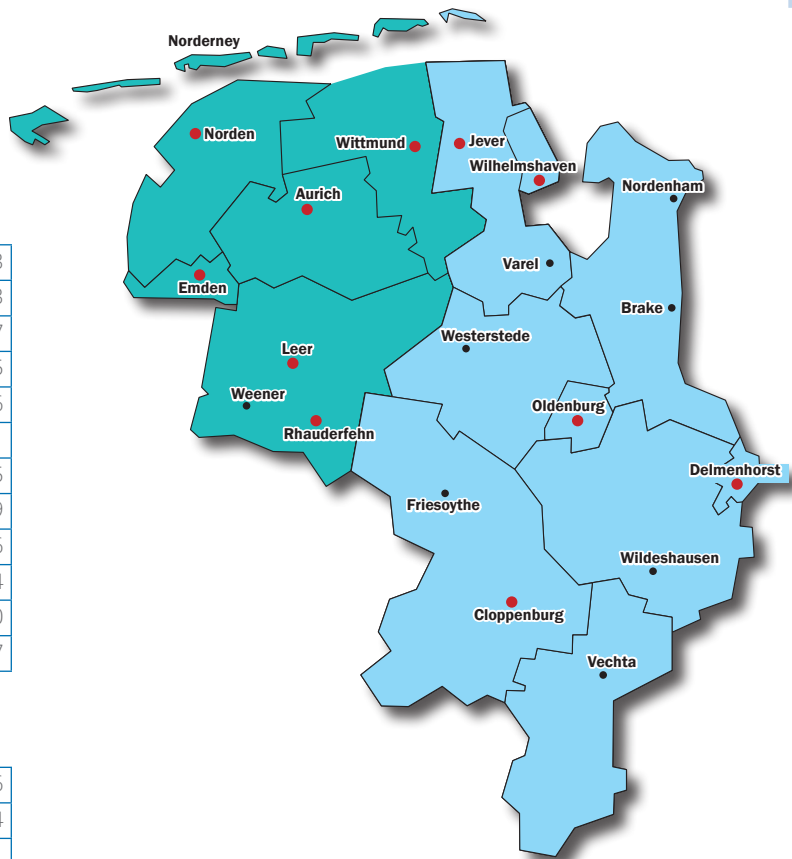 Norderney
Norden
Wittmund
Jever
Wilhelmshaven
Nordenham
Aurich
Varel
Emden
Brake
Westerstede
Leer
Weener
Oldenburg
Rhauderfehn
Delmenhorst
Friesoythe
Wildeshausen
Cloppenburg
Vechta